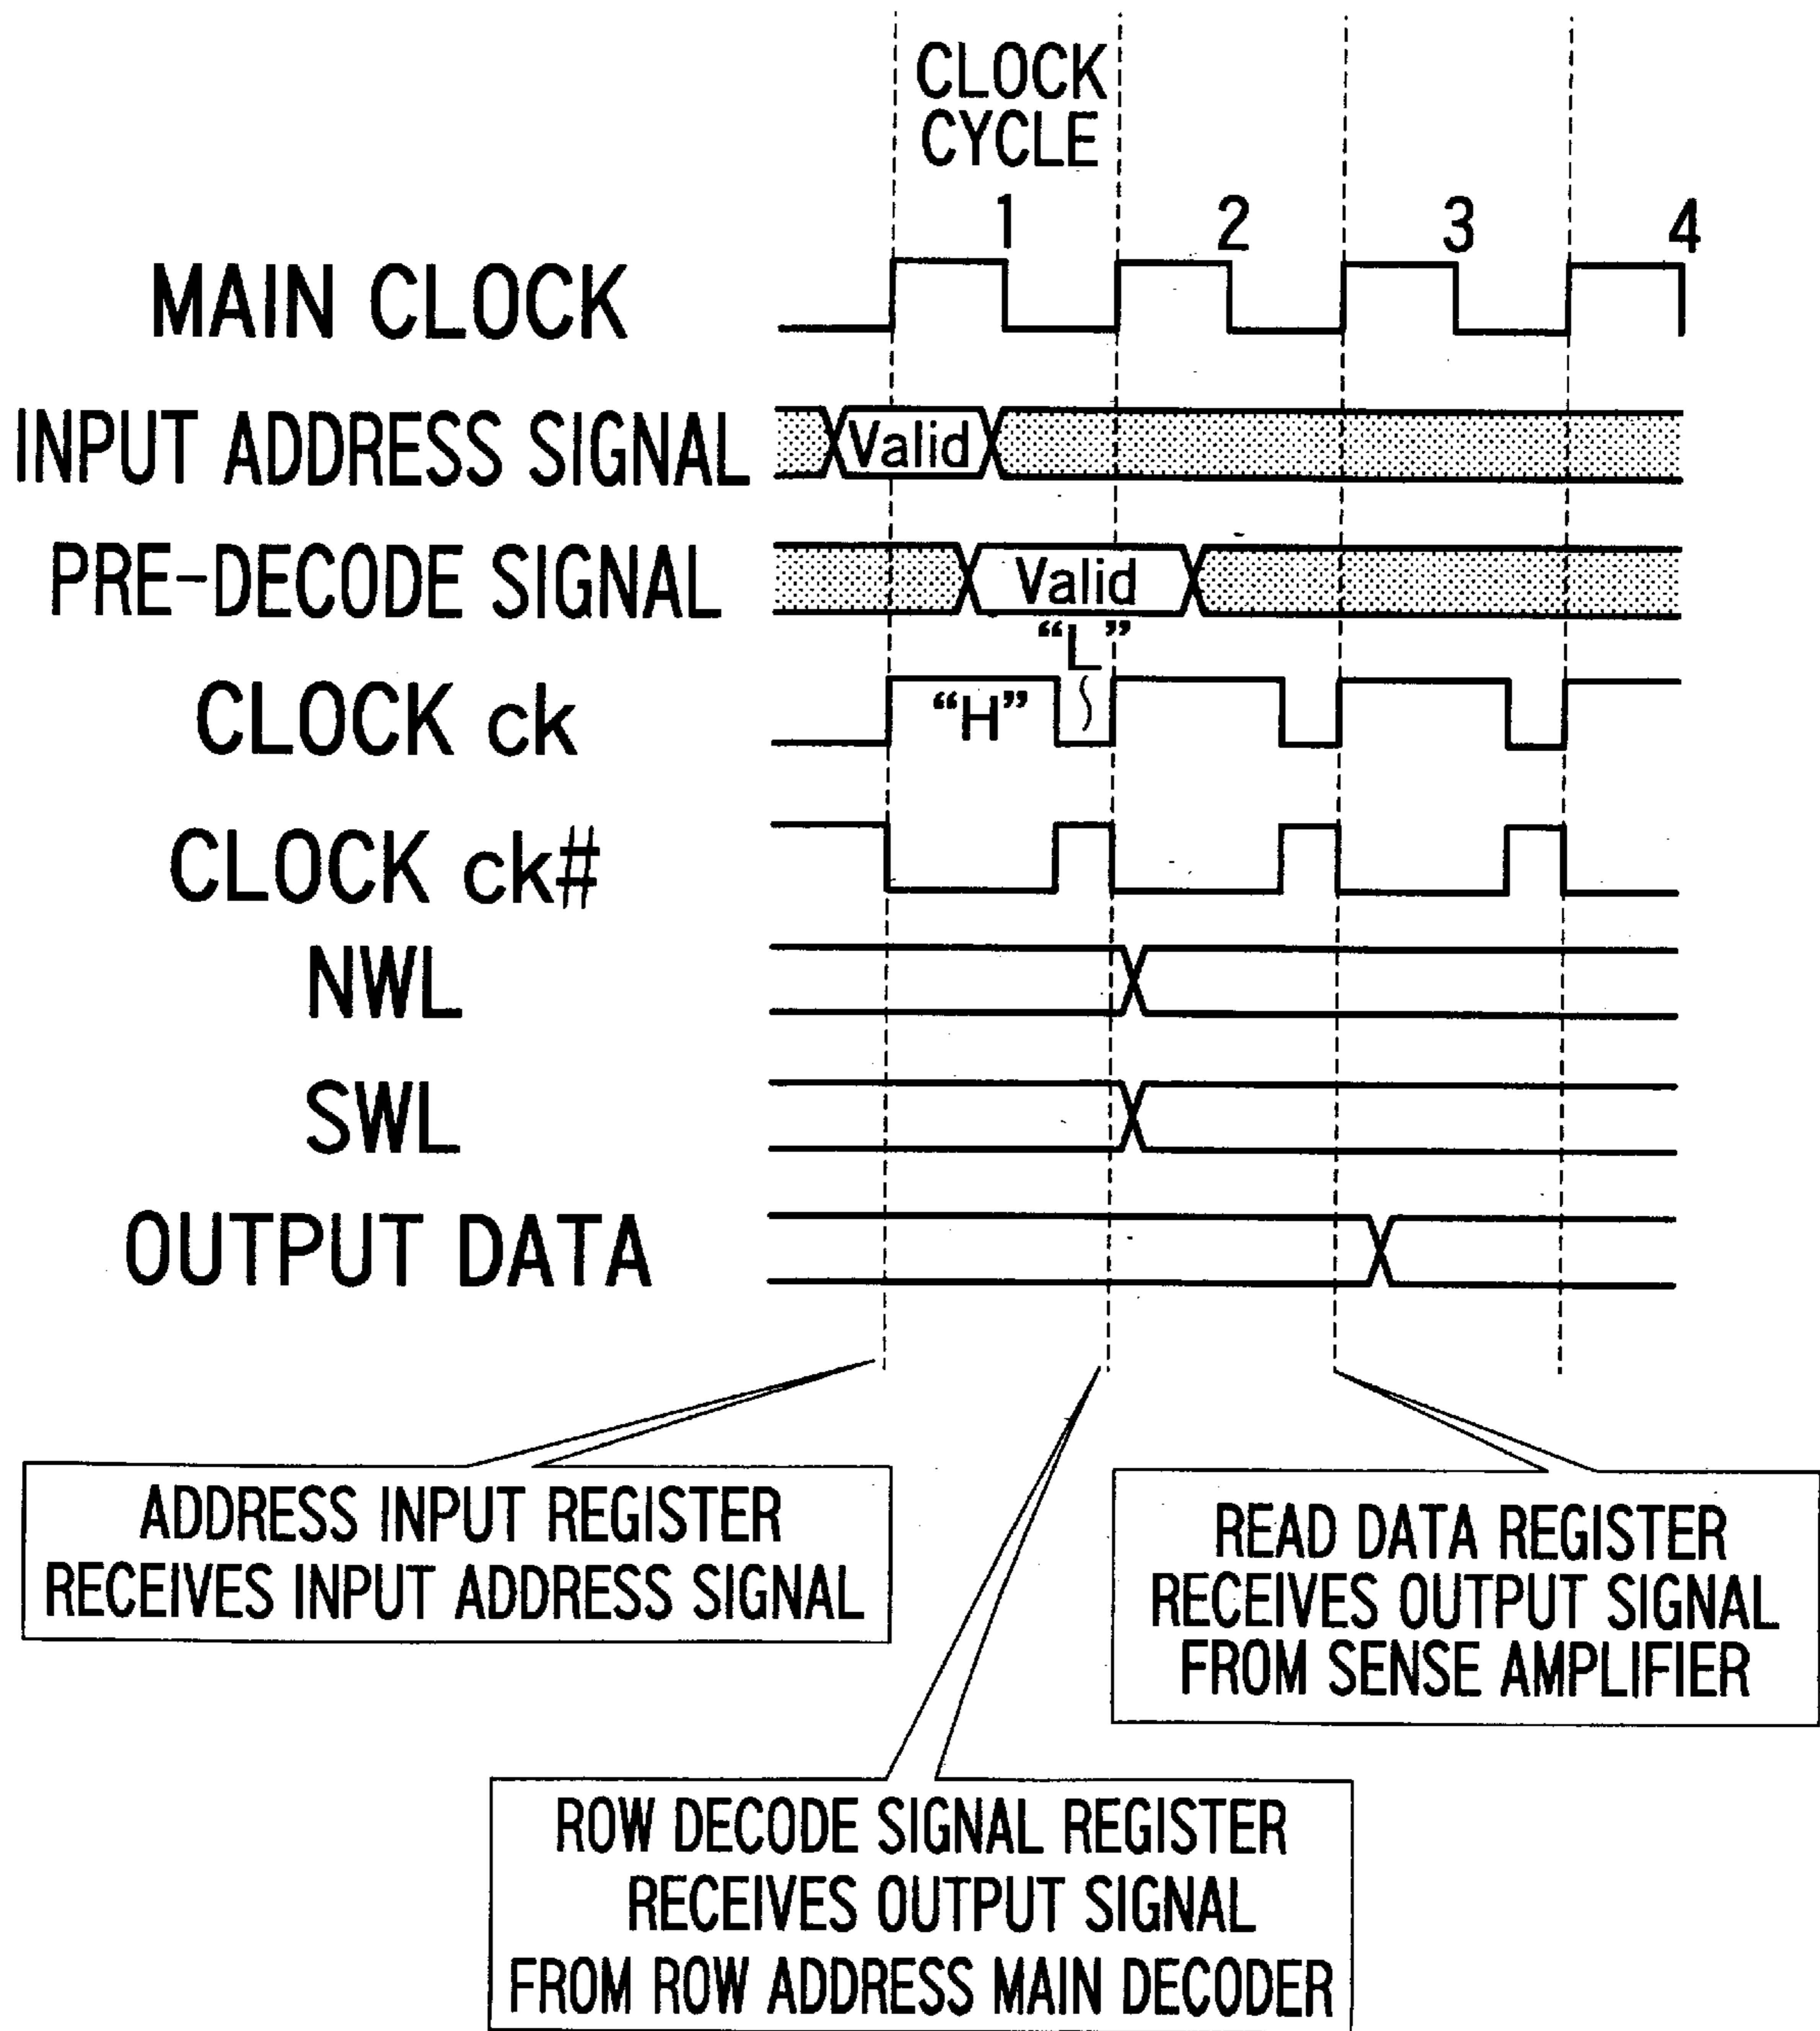 CLOCK
CYCLE
1 2 3 4
MAIN CLOCK
INPUT ADDRESS SIGNAL Valid
PRE-DECODE SIGNAL Valid
"L"
CLOCK ck "H"
CLOCK ck#
NWL
SWL
OUTPUT DATA
ADDRESS INPUT REGISTER
RECEIVES INPUT ADDRESS SIGNAL
READ DATA REGISTER
RECEIVES OUTPUT SIGNAL
FROM SENSE AMPLIFIER
ROW DECODE SIGNAL REGISTER
RECEIVES OUTPUT SIGNAL
FROM ROW ADDRESS MAIN DECODER